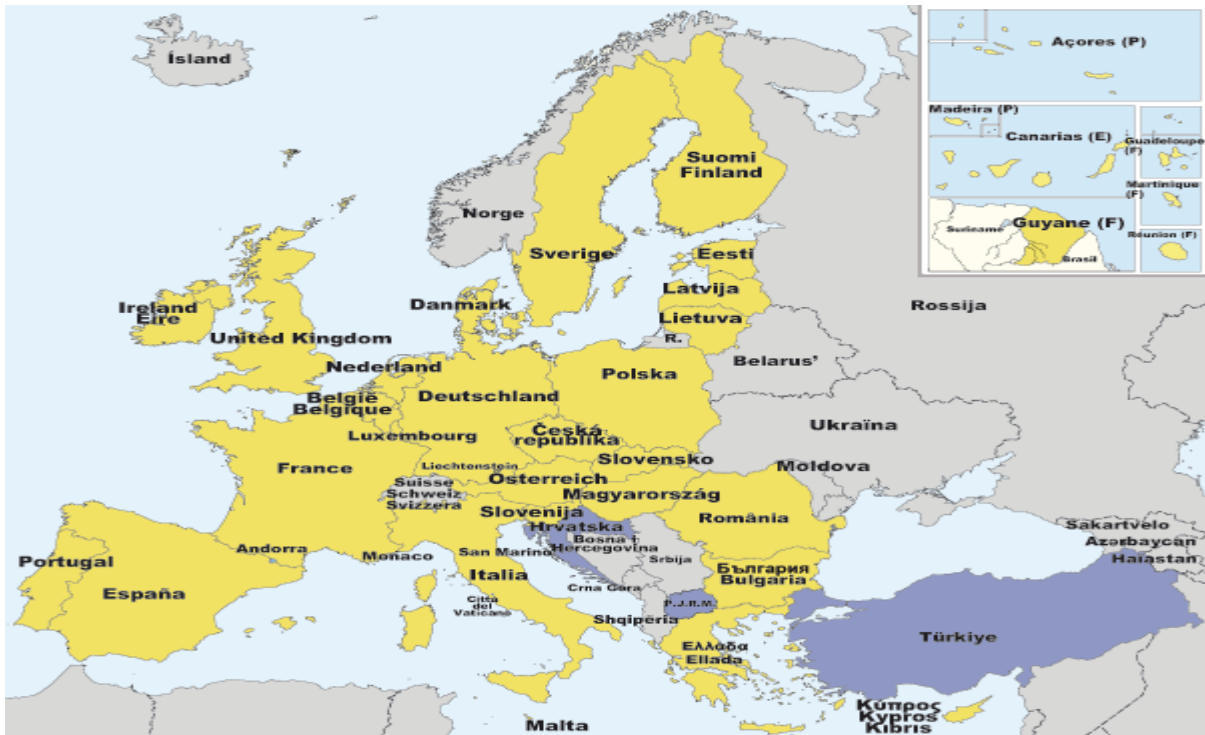 Ísland
Açores (P)
Madeira (P)
Canarias (E)
Guadeloupe
(F)
Martinique
(F)
Guyane (F)
Suriname
Brasil
Réunion (F)
Suomi
Finland
Norge
Sverige
Eesti
Latvija
Lietuva
R.
Danmark
Ireland
Eire
United Kingdom
Nederland
België
Belgique
Deutschland
Polska
Belarus’
Rossija
Luxembourg
Česká
republika
Ukraïna
France
Liechtenstein
Slovensko
Moldova
Suisse
Schweiz
Svizzera
Österreich
Magyarország
Slovenija
România
Hrvatska
Bosna i
Hercegovina
Srbija
Sakartvelo
Azərbaycan
Haïastan
Portugal
España
Andorra
Monaco
San Marino
Italia
Città
del
Vaticano
Crna Gora
България
Bulgaria
P.J.R.M.
Shqipëria
Ελλάδα
Ellada
Türkiye
Malta
Κύπρος
Kypros
Kıbrıs